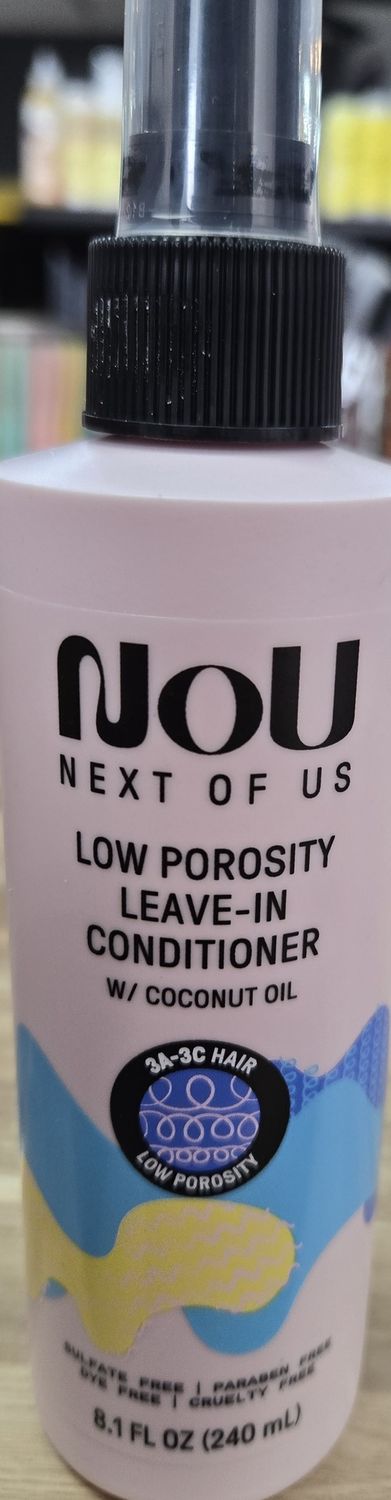 NOU
NEXT OF US
LOW POROSITY
LEAVE-IN
CONDITIONER
W/ COCONUT OIL
3A-3C HAIR
LOW POROSITY
SULFATE FREE | PARABEN FREE
DYE FREE | CRUELTY FREE
8.1 FL OZ (240 mL)